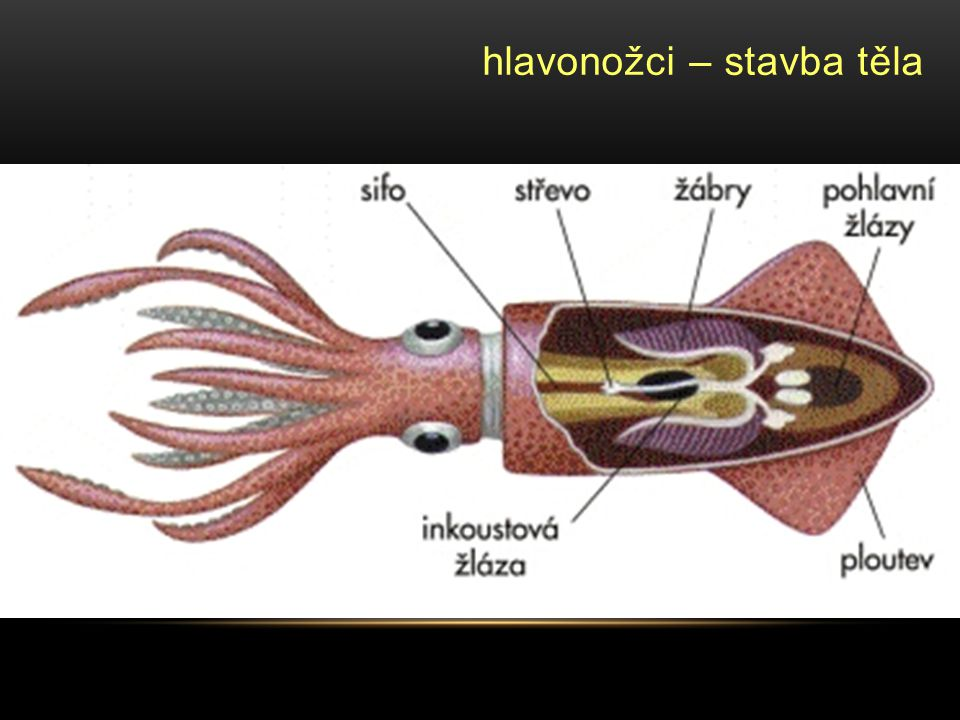 hlavonožci – stavba těla
sifo
střevo
žábry
pohlavní
žlázy
inkoustová
žláza
ploutev